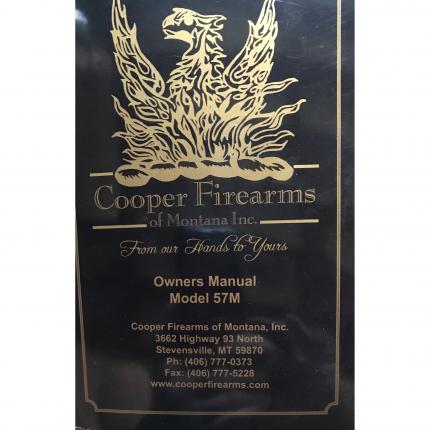 Cooper Firearms
of Montana Inc.
From our Hands to Yours
Owners Manual
Model 57M
Cooper Firearms of Montana, Inc.
3662 Highway 93 North
Stevensville, MT 59870
Ph: (406) 777-0373
Fax: (406) 777-5228
www.cooperfirearms.com